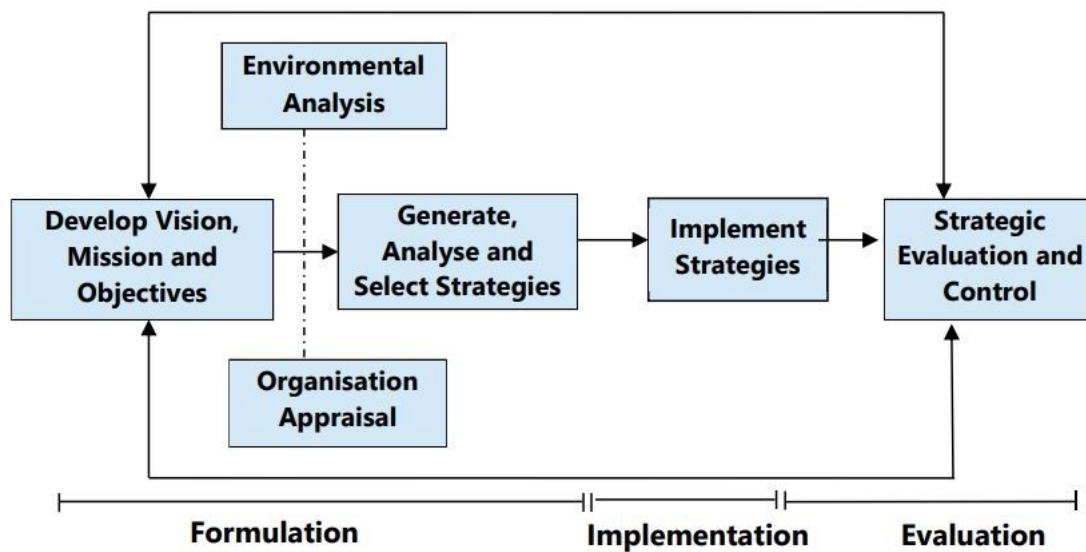 Environmental
Analysis
Develop Vision,
Mission and
Objectives
Generate,
Analyse and
Select Strategies
Implement
Strategies
Strategic
Evaluation and
Control
Organisation
Appraisal
Formulation
Implementation
Evaluation